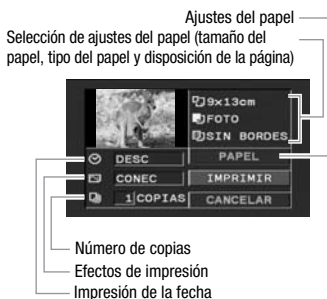 Ajustes del papel
Selección de ajustes del papel (tamaño del
papel, tipo del papel y disposición de la página)
9x13cm
FOTO
SIN BORDES
DESC
PAPEL
CONEC
IMPRIMIR
1 COPIAS
CANCELAR
Número de copias
Efectos de impresión
Impresión de la fecha